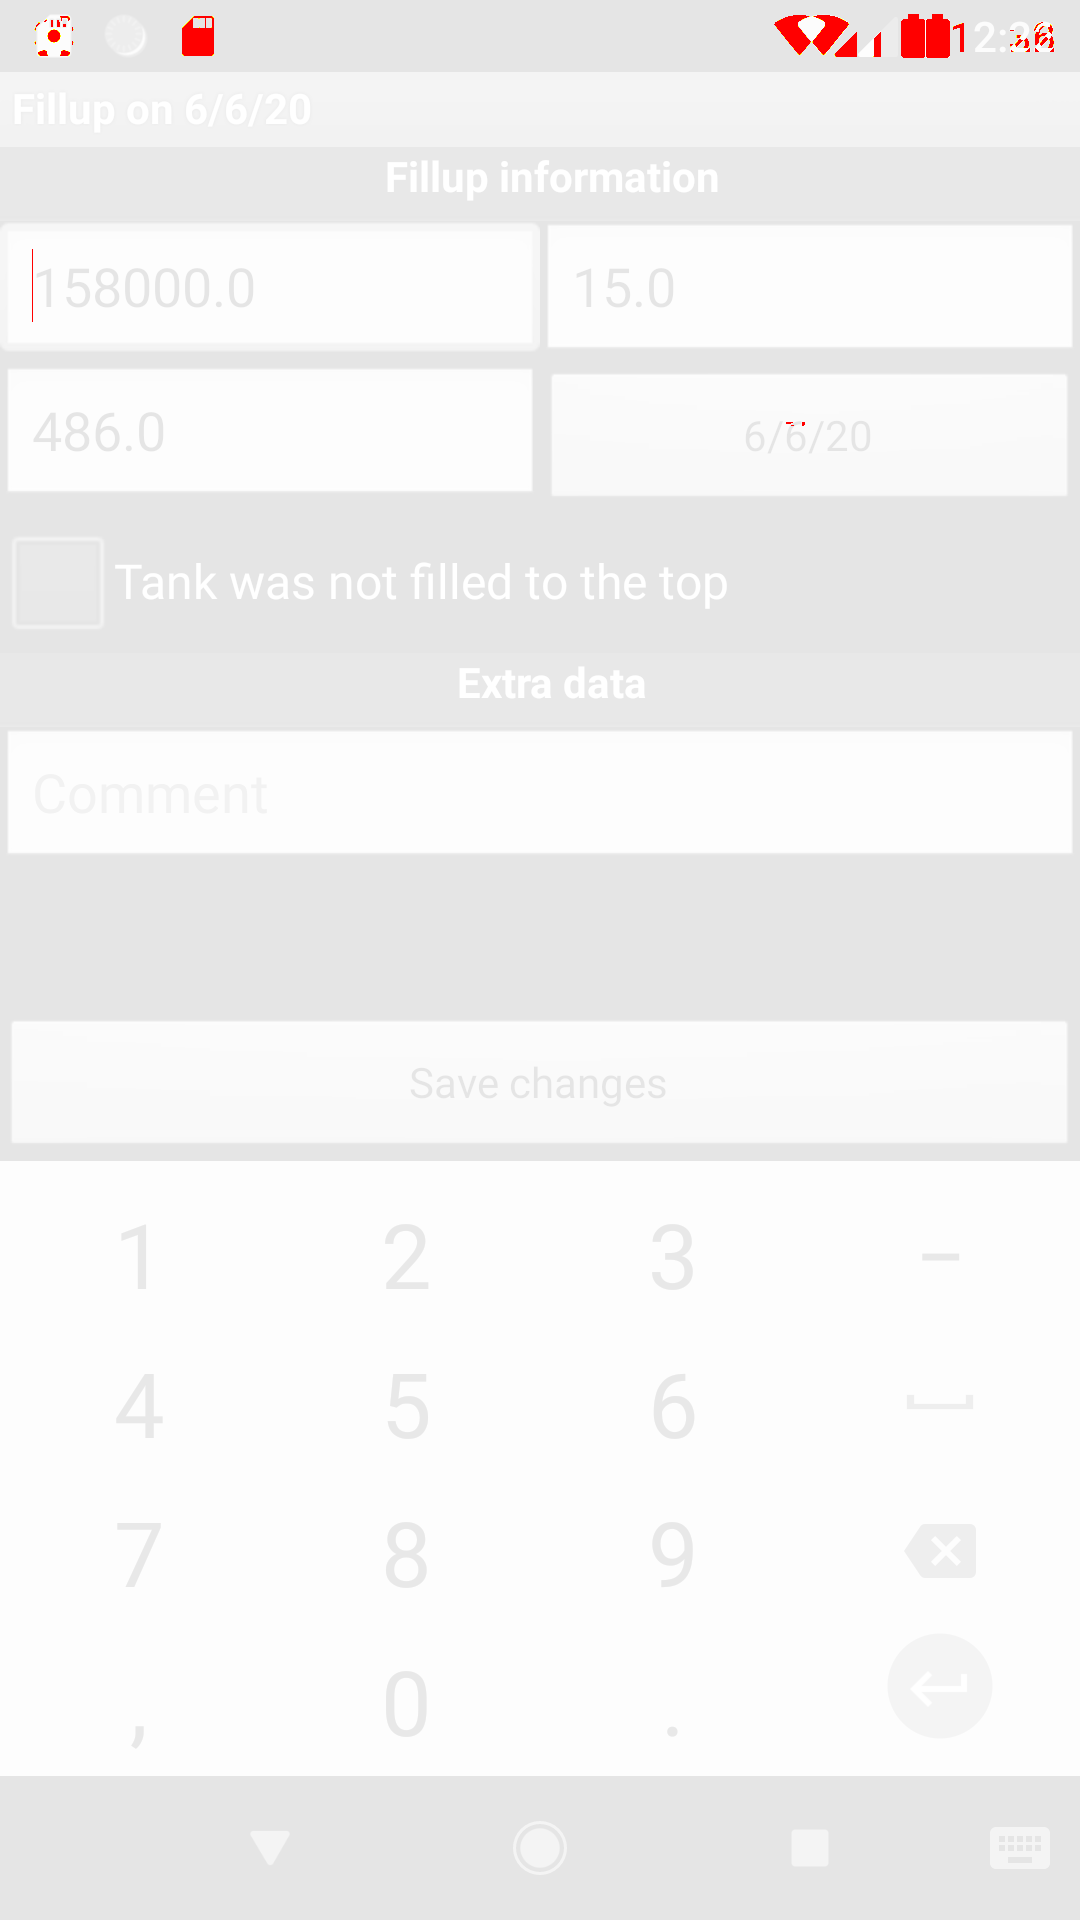 Fillup on 6/6/20
Fillup information
158000.0 15.0
486.0 6/6/20
Tank was not filled to the top
Extra data
Comment
Save changes
1 2 3 –
4 5 6
7 8 9
, 0 .